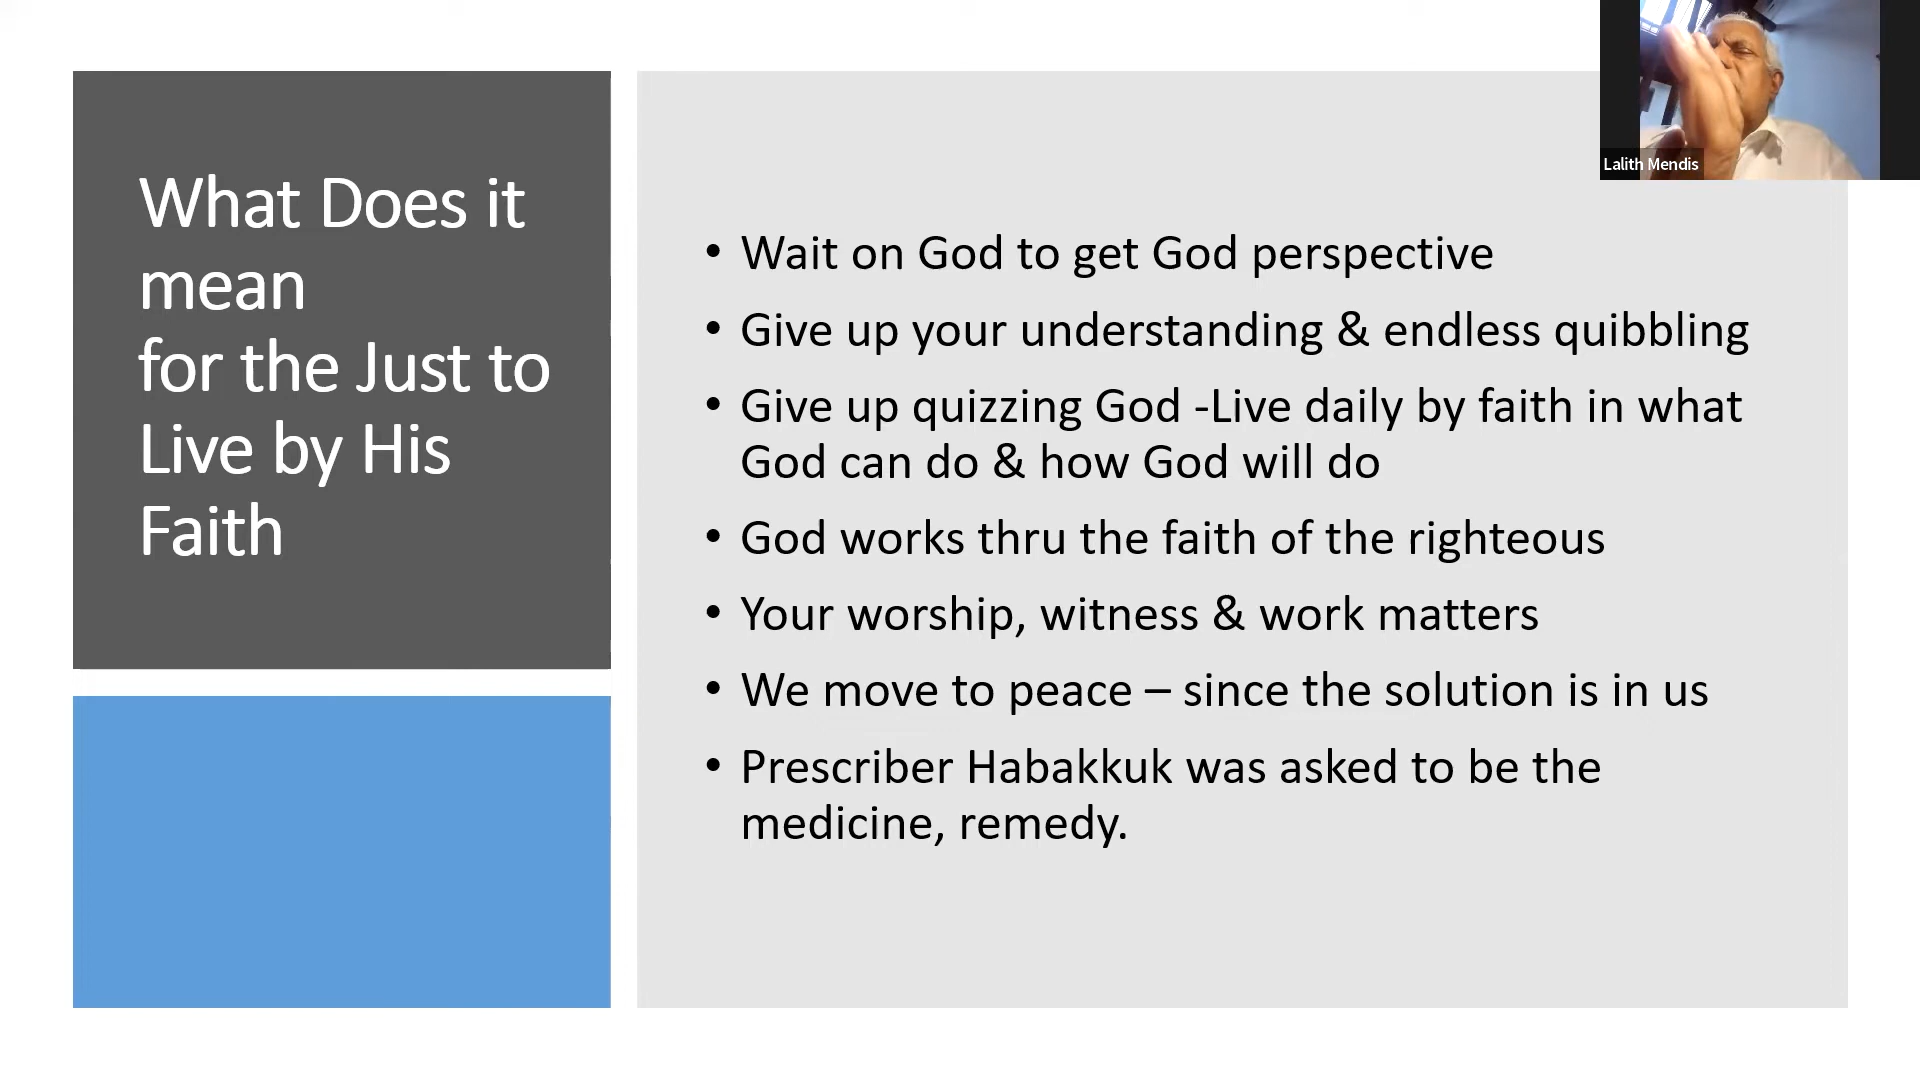 What Does it
mean
for the Just to
Live by His
Faith
• Wait on God to get God perspective
• Give up your understanding & endless quibbling
• Give up quizzing God -Live daily by faith in what
God can do & how God will do
• God works thru the faith of the righteous
• Your worship, witness & work matters
• We move to peace – since the solution is in us
• Prescriber Habakkuk was asked to be the
medicine, remedy.
Lalith Mendis